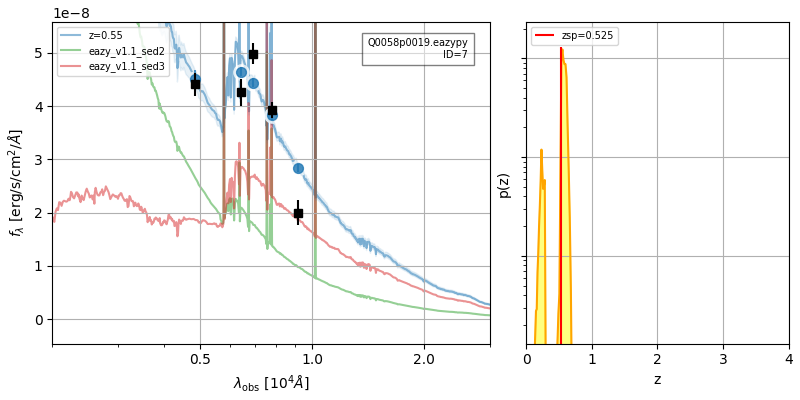 1e−8
z=0.55
eazy_v1.1_sed2
eazy_v1.1_sed3
Q0058p0019.eazypy
ID=7
5
4
3
2
1
0
f_λ [erg/s/cm²/Å]
0.5
1.0
2.0
λ_obs [10⁴Å]
zsp=0.525
p(z)
0
1
2
3
4
z